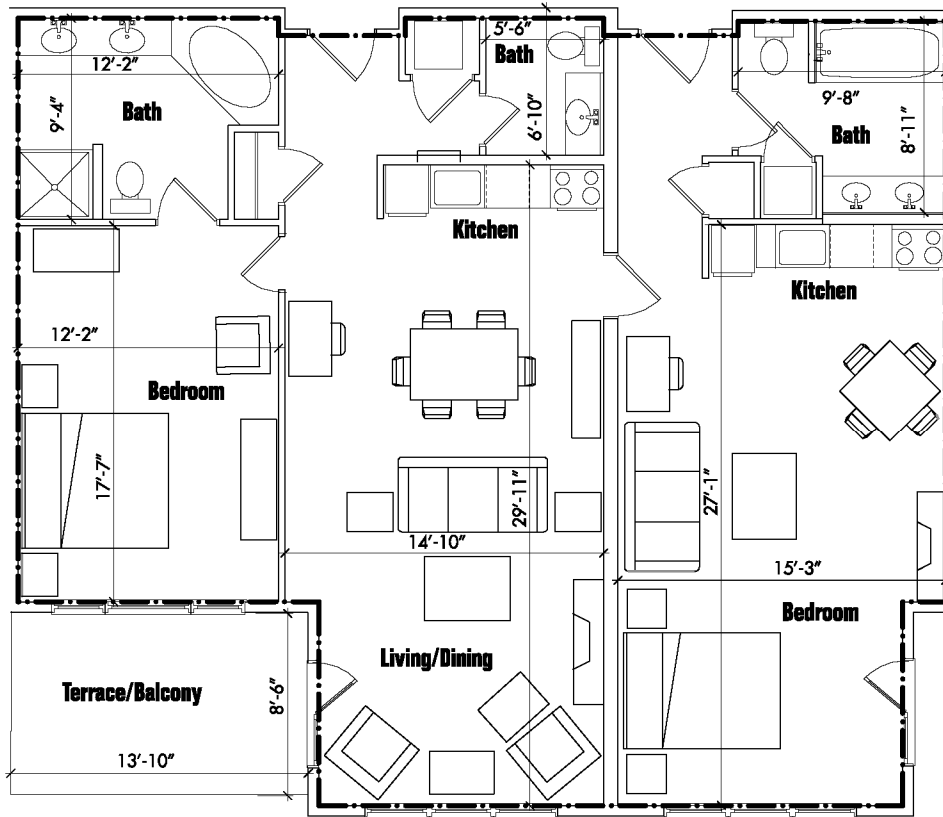 5'-6"
Bath
12'-2"
9'-4"
Bath
6'-10"
9'-8"
Bath
8'-11"
Kitchen
Kitchen
12'-2"
Bedroom
17'-7"
29'-11"
27'-1"
14'-10"
15'-3"
Bedroom
Living/Dining
Terrace/Balcony
8'-6"
13'-10"